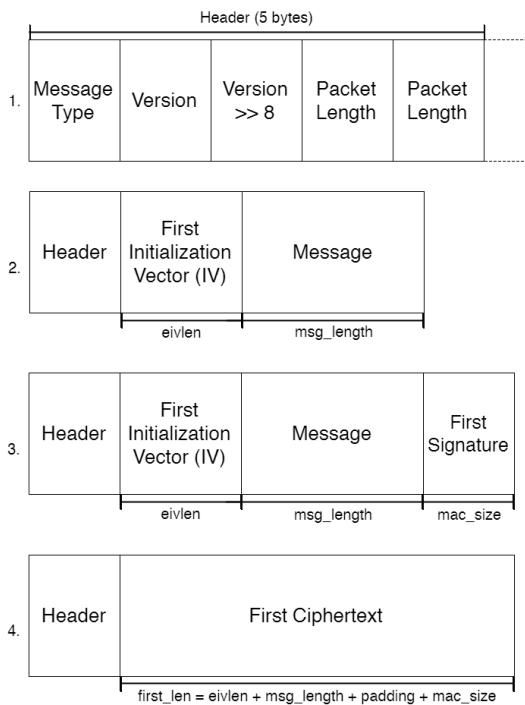 Header (5 bytes)
1.
Message
Type
Version
Version
>> 8
Packet
Length
Packet
Length
2.
Header
First
Initialization
Vector (IV)
Message
eivlen
msg_length
3.
Header
First
Initialization
Vector (IV)
Message
First
Signature
eivlen
msg_length
mac_size
4.
Header
First Ciphertext
first_len = eivlen + msg_length + padding + mac_size